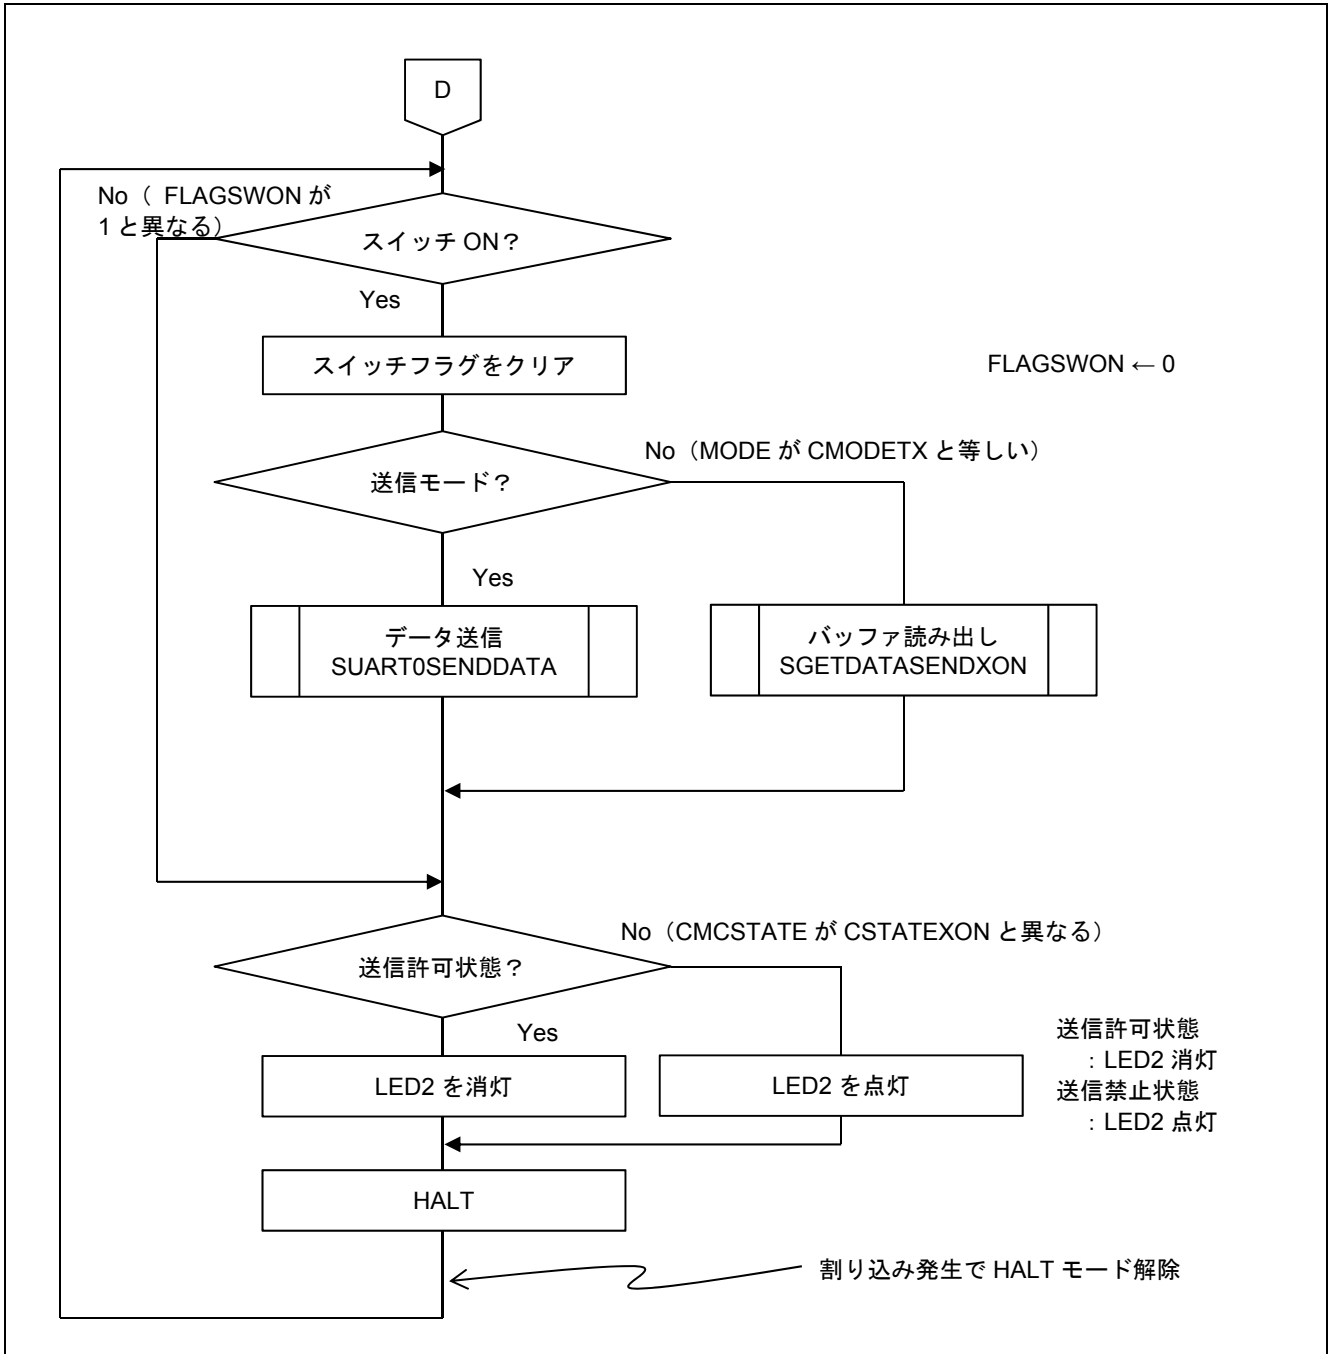 D
No（ FLAGSWON が
1 と異なる）
スイッチ ON？
Yes
スイッチフラグをクリア
FLAGSWON ← 0
No（MODE が CMODETX と等しい）
送信モード？
Yes
データ送信
SUART0SENDDATA
バッファ読み出し
SGETDATASENDXON
No（CMCSTATE が CSTATEXON と異なる）
送信許可状態？
Yes
LED2 を消灯
LED2 を点灯
送信許可状態
：LED2 消灯
送信禁止状態
：LED2 点灯
HALT
割り込み発生で HALT モード解除